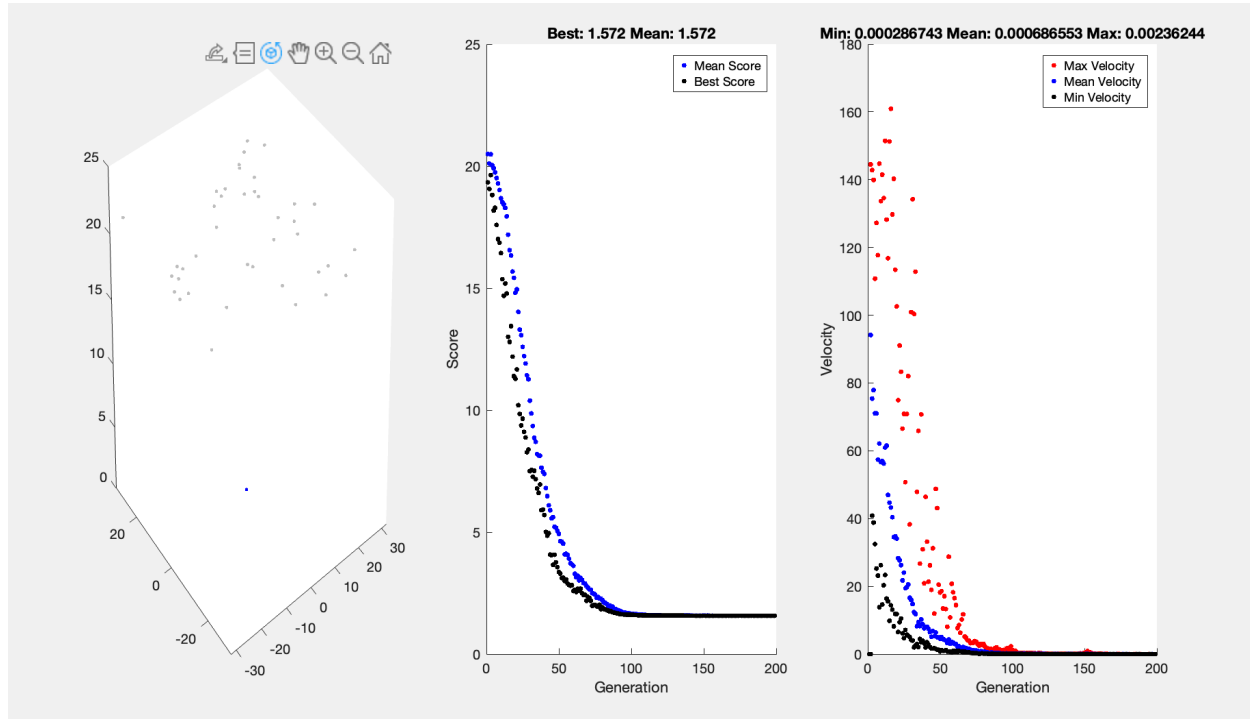 25
20
15
10
5
0
20
0
-20
30
20
10
0
-10
-20
-30
Best: 1.572 Mean: 1.572
Mean Score
Best Score
Score
25
20
15
10
5
0
0 50 100 150 200
Generation
Min: 0.000286743 Mean: 0.000686553 Max: 0.00236244
Max Velocity
Mean Velocity
Min Velocity
Velocity
180
160
140
120
100
80
60
40
20
0
0 50 100 150 200
Generation